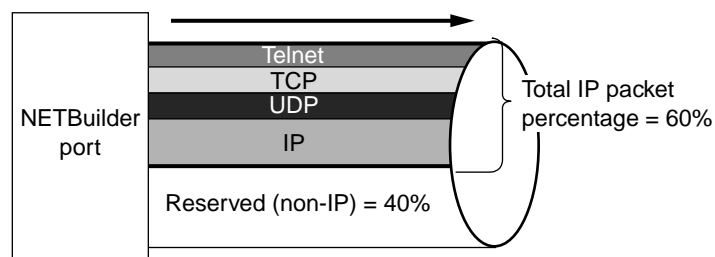 NETBuilder
port
Telnet
TCP
UDP
IP
Total IP packet
percentage = 60%
Reserved (non-IP) = 40%